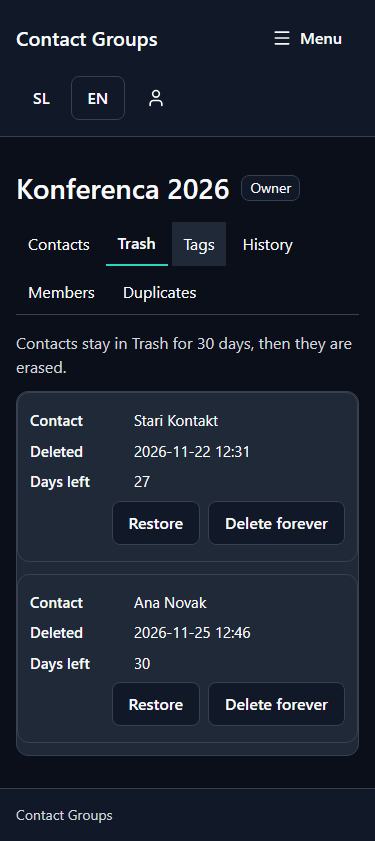 Contact Groups
Menu
SL
EN
Konferenca 2026
Owner
Contacts
Trash
Tags
History
Members
Duplicates
Contacts stay in Trash for 30 days, then they are
erased.
Contact Stari Kontakt
Deleted 2026-11-22 12:31
Days left 27
Restore
Delete forever
Contact Ana Novak
Deleted 2026-11-25 12:46
Days left 30
Restore
Delete forever
Contact Groups